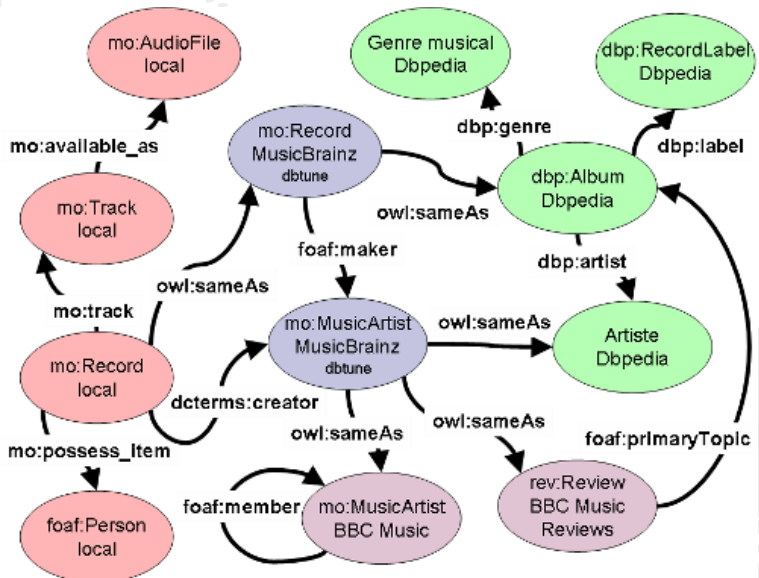 mo:AudioFile
local
Genre musical
Dbpedia
dbp:RecordLabel
Dbpedia
mo:available_as
mo:Record
MusicBrainz
dbtune
dbp:genre
dbp:label
mo:Track
local
dbp:Album
Dbpedia
owl:sameAs
foaf:maker
dbp:artist
owl:sameAs
mo:track
mo:MusicArtist
MusicBrainz
dbtune
owl:sameAs
Artiste
Dbpedia
mo:Record
local
dcterms:creator
owl:sameAs
owl:sameAs
foaf:primaryTopic
mo:possess_Item
foaf:member
mo:MusicArtist
BBC Music
rev:Review
BBC Music
Reviews
foaf:Person
local